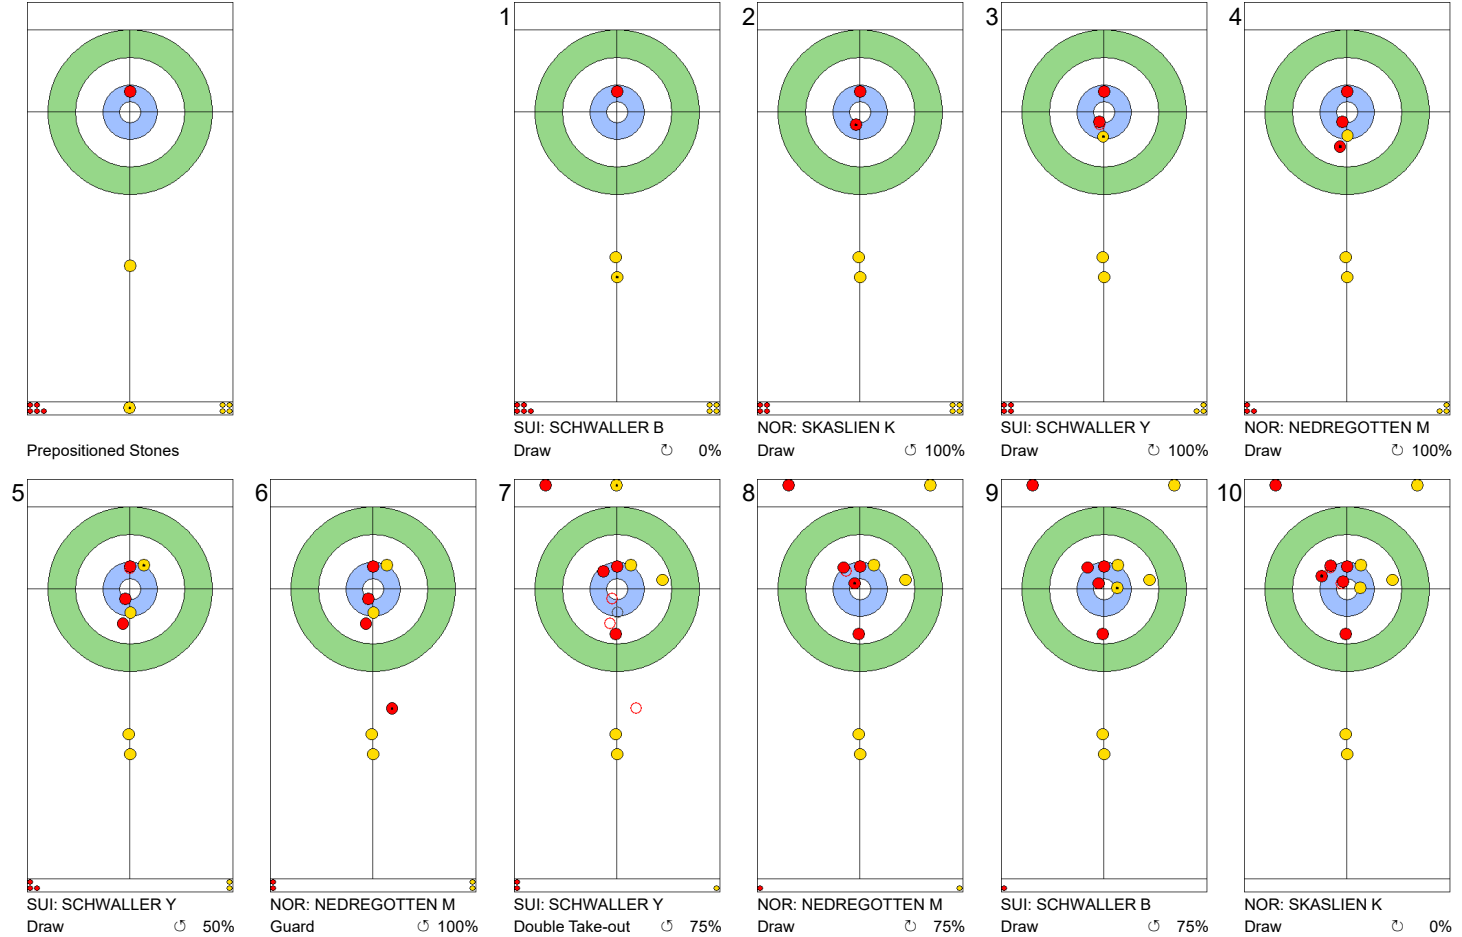 1
2
3
4
Prepositioned Stones
SUI: SCHWALLER B
Draw ↻ 0%
NOR: SKASLIEN K
Draw ↺ 100%
SUI: SCHWALLER Y
Draw ↻ 100%
NOR: NEDREGOTTEN M
Draw ↻ 100%
5
6
7
8
9
10
SUI: SCHWALLER Y
Draw ↺ 50%
NOR: NEDREGOTTEN M
Guard ↺ 100%
SUI: SCHWALLER Y
Double Take-out ↺ 75%
NOR: NEDREGOTTEN M
Draw ↻ 75%
SUI: SCHWALLER B
Draw ↺ 75%
NOR: SKASLIEN K
Draw ↻ 0%